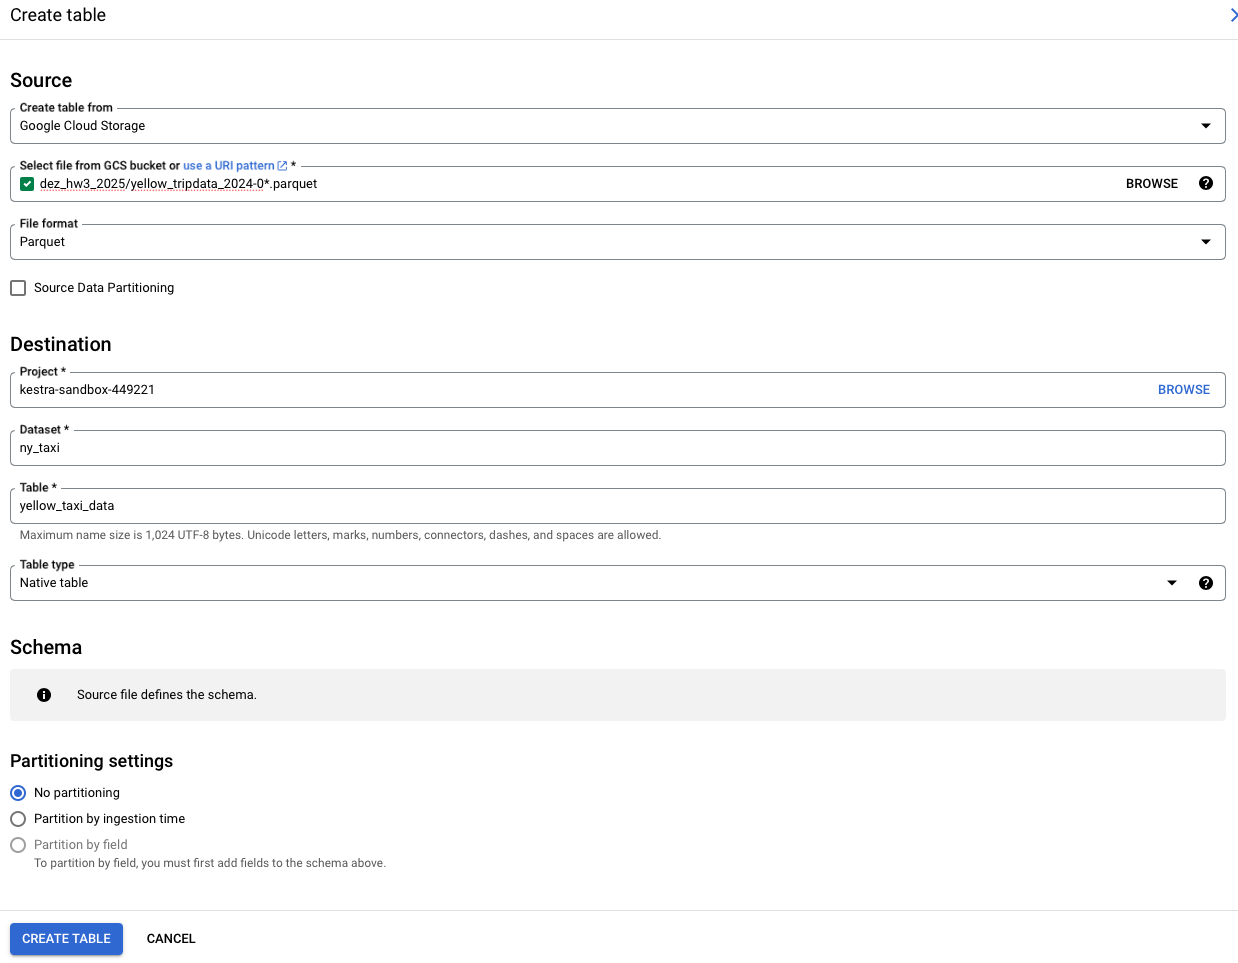 Create table
Source
Create table from
Google Cloud Storage
Select file from GCS bucket or use a URI pattern *
dez_hw3_2025/yellow_tripdata_2024-0*.parquet
BROWSE
File format
Parquet
Source Data Partitioning
Destination
Project *
kestra-sandbox-449221
BROWSE
Dataset *
ny_taxi
Table *
yellow_taxi_data
Maximum name size is 1,024 UTF-8 bytes. Unicode letters, marks, numbers, connectors, dashes, and spaces are allowed.
Table type
Native table
Schema
Source file defines the schema.
Partitioning settings
No partitioning
Partition by ingestion time
Partition by field
To partition by field, you must first add fields to the schema above.
CREATE TABLE
CANCEL